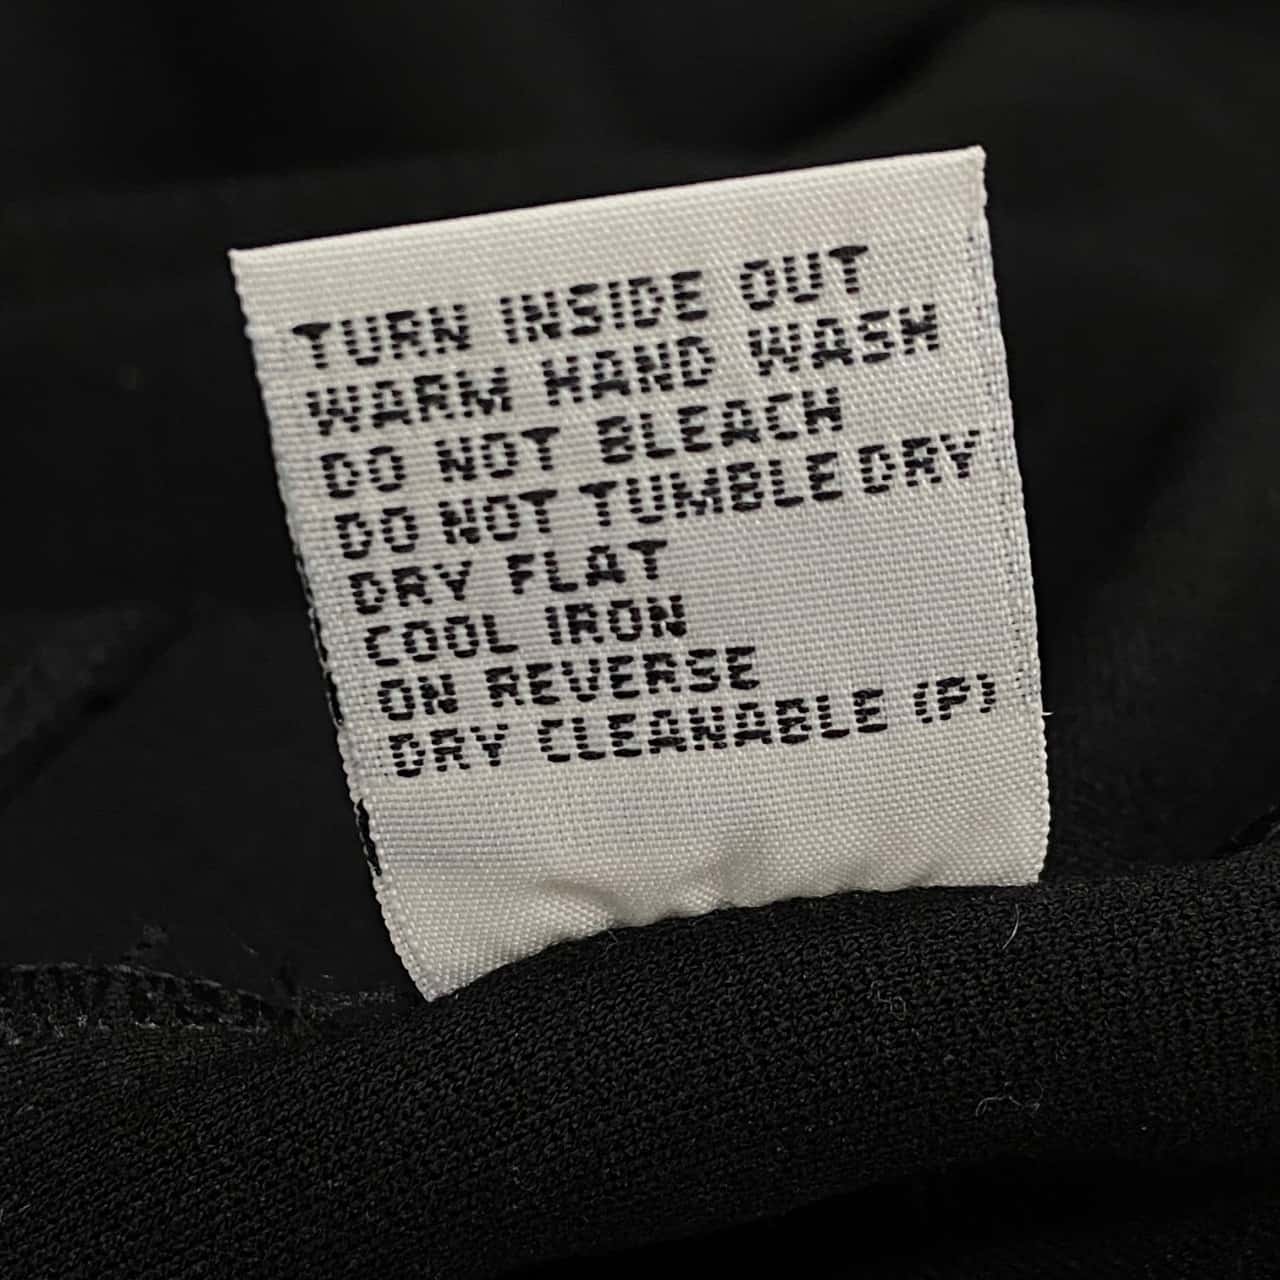 TURN INSIDE OUT
WARM HAND WASH
DO NOT BLEACH
DO NOT TUMBLE DRY
DRY FLAT
COOL IRON
ON REVERSE
DRY CLEANABLE (P)